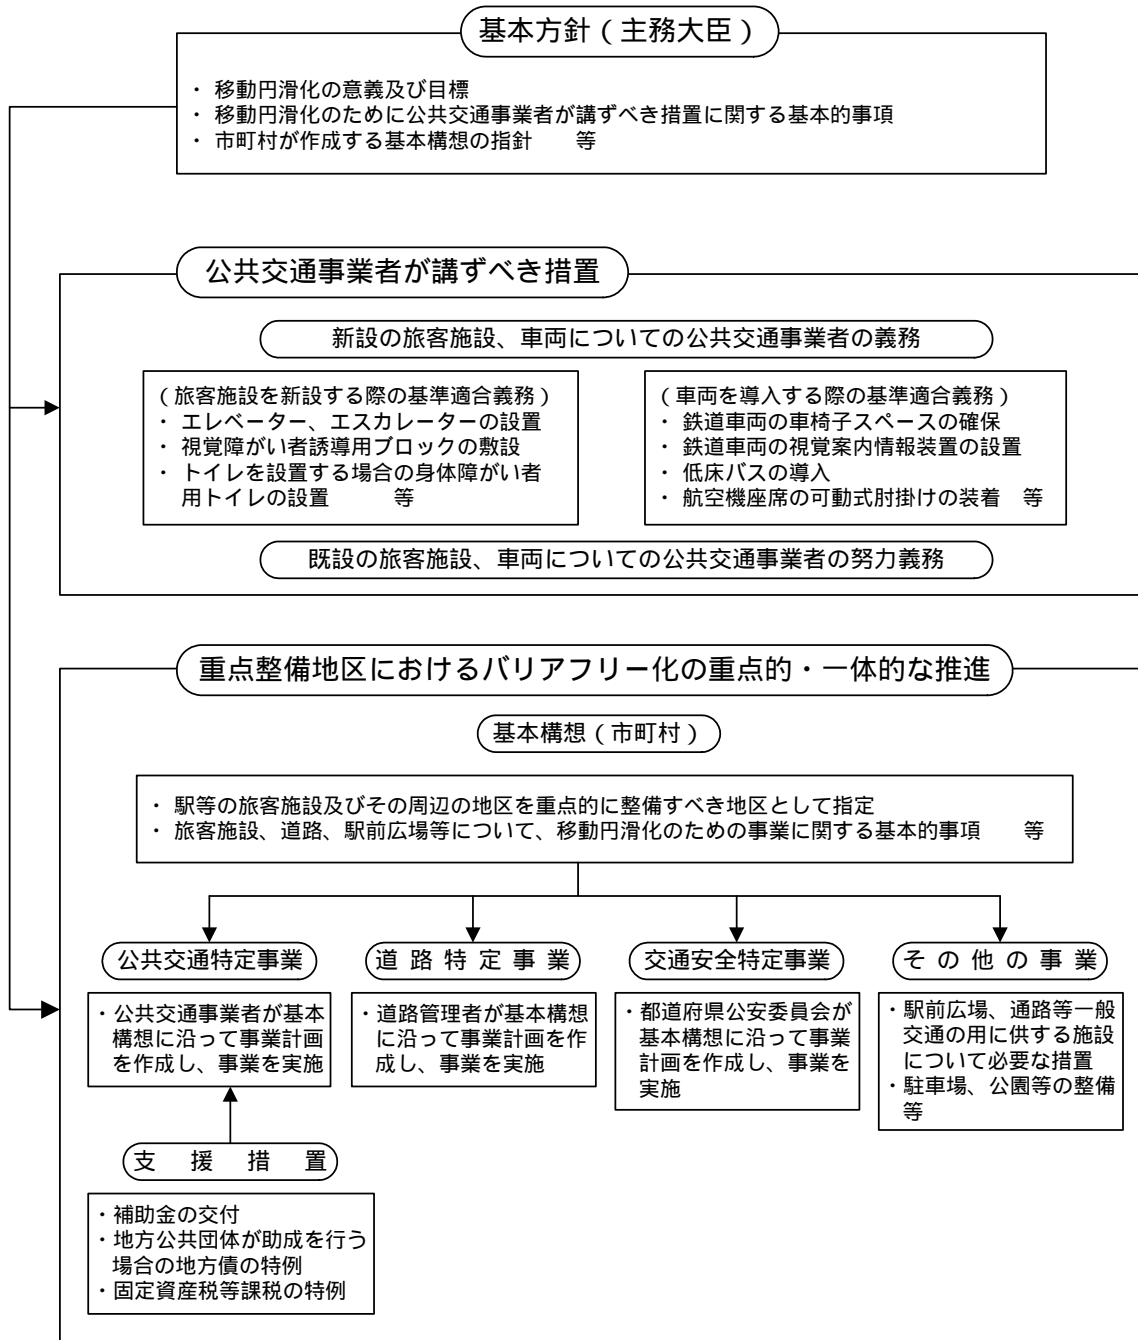 基本方針（主務大臣）
・ 移動円滑化の意義及び目標
・ 移動円滑化のために公共交通事業者が講ずべき措置に関する基本的事項
・ 市町村が作成する基本構想の指針　　等
公共交通事業者が講ずべき措置
新設の旅客施設、車両についての公共交通事業者の義務
（旅客施設を新設する際の基準適合義務）
・ エレベーター、エスカレーターの設置
・ 視覚障がい者誘導用ブロックの敷設
・ トイレを設置する場合の身体障がい者
用トイレの設置　　　等
（車両を導入する際の基準適合義務）
・ 鉄道車両の車椅子スペースの確保
・ 鉄道車両の視覚案内情報装置の設置
・ 低床バスの導入
・ 航空機座席の可動式肘掛けの装着　等
既設の旅客施設、車両についての公共交通事業者の努力義務
重点整備地区におけるバリアフリー化の重点的・一体的な推進
基本構想（市町村）
・ 駅等の旅客施設及びその周辺の地区を重点的に整備すべき地区として指定
・ 旅客施設、道路、駅前広場等について、移動円滑化のための事業に関する基本的事項　　等
公共交通特定事業
・公共交通事業者が基本
構想に沿って事業計画
を作成し、事業を実施
道路特定事業
・道路管理者が基本構想
に沿って事業計画を作
成し、事業を実施
交通安全特定事業
・都道府県公安委員会が
基本構想に沿って事業
計画を作成し、事業を
実施
その他の事業
・駅前広場、通路等一般
交通の用に供する施設
について必要な措置
・駐車場、公園等の整備
等
支援措置
・補助金の交付
・地方公共団体が助成を行う
場合の地方債の特例
・固定資産税等課税の特例